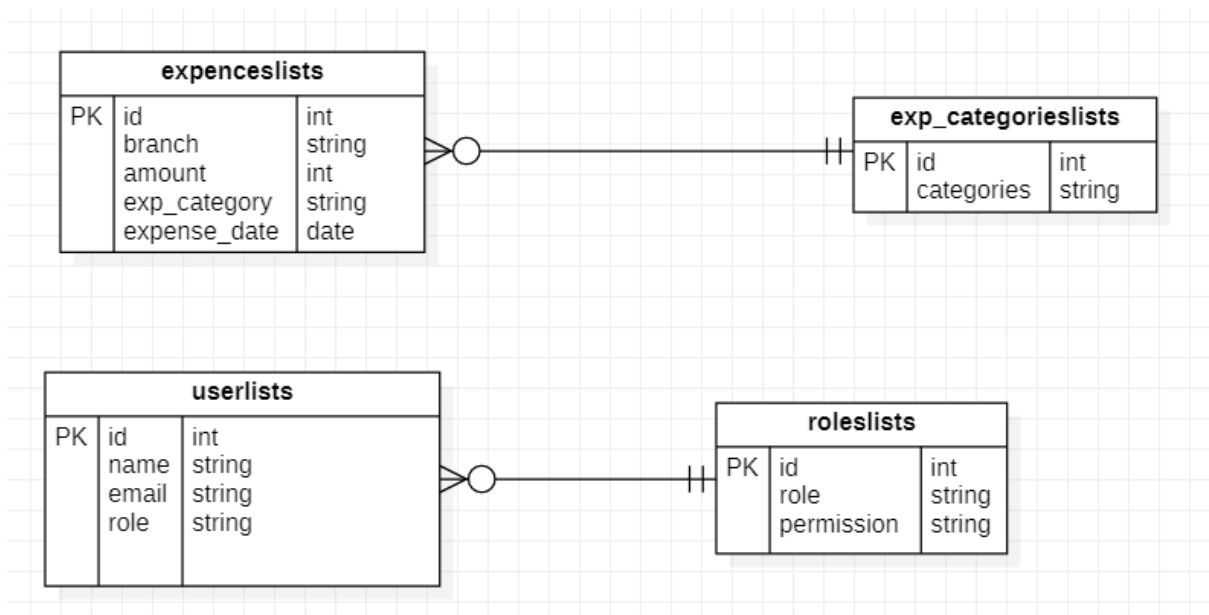 expenceslists
PK id int
branch string
amount int
exp_category string
expense_date date
exp_categorieslists
PK id int
categories string
userlists
PK id int
name string
email string
role string
roleslists
PK id int
role string
permission string